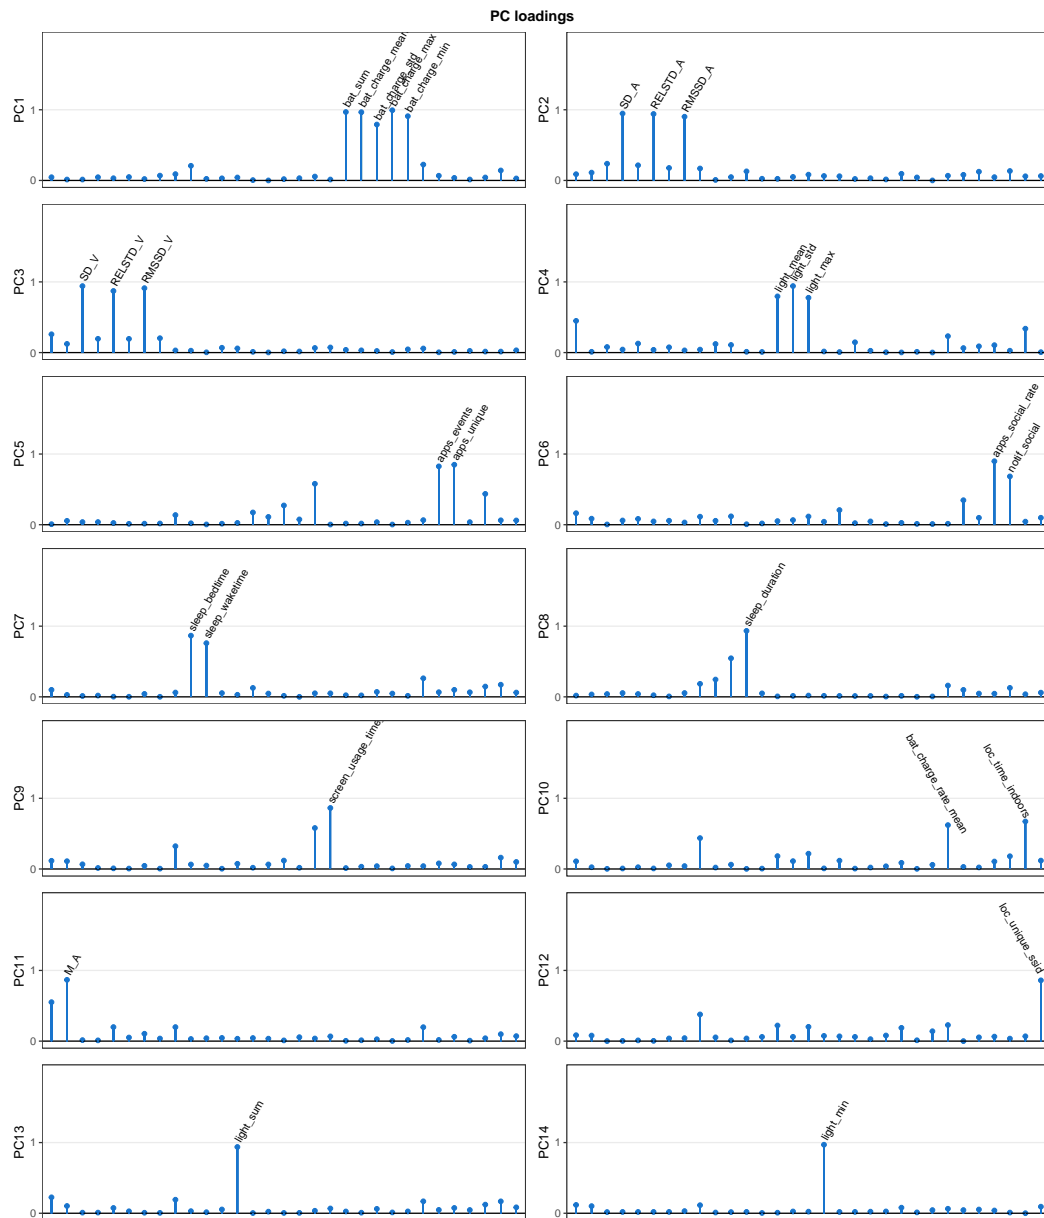 PC loadings
PC1
1
0
bat_sum
bat_charge_mean
bat_charge_std
bat_charge_max
bat_charge_min
PC2
1
0
SD_A
RELSTD_A
RMSSD_A
PC3
1
0
SD_V
RELSTD_V
RMSSD_V
PC4
1
0
light_mean
light_std
light_max
PC5
1
0
apps_events
apps_unique
PC6
1
0
apps_social_rate
notif_social
PC7
1
0
sleep_bedtime
sleep_waketime
PC8
1
0
sleep_duration
PC9
1
0
screen_usage_time
PC10
1
0
bat_charge_rate_mean
loc_time_indoors
PC11
1
0
M_A
PC12
1
0
loc_unique_ssid
PC13
1
0
light_sum
PC14
1
0
light_min